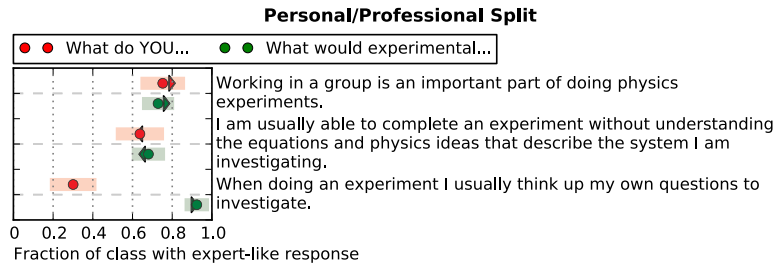 Personal/Professional Split
What do YOU... What would experimental...
Working in a group is an important part of doing physics
experiments.
I am usually able to complete an experiment without understanding
the equations and physics ideas that describe the system I am
investigating.
When doing an experiment I usually think up my own questions to
investigate.
0 0.2 0.4 0.6 0.8 1.0
Fraction of class with expert-like response